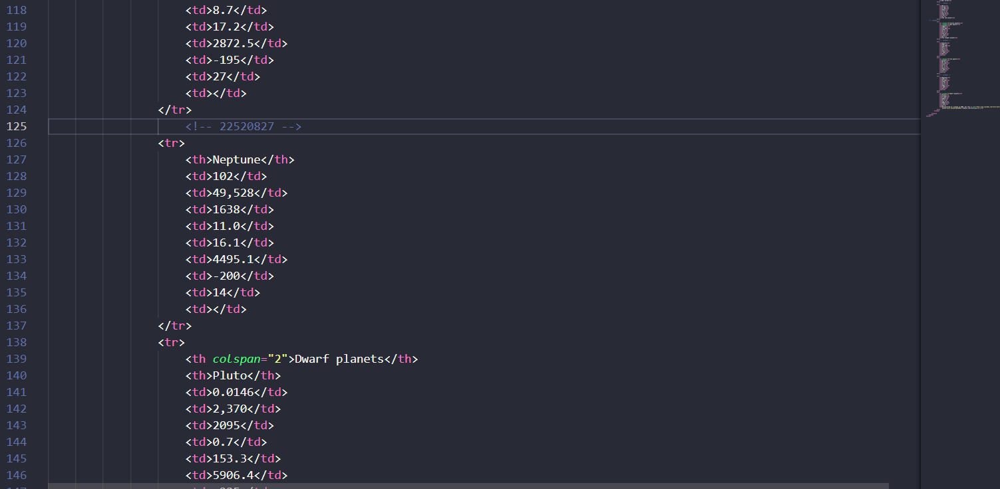 118 <td>8.7</td>
119 <td>17.2</td>
120 <td>2872.5</td>
121 <td>-195</td>
122 <td>27</td>
123 <td></td>
124 </tr>
125 <!-- 22520827 -->
126 <tr>
127 <th>Neptune</th>
128 <td>102</td>
129 <td>49,528</td>
130 <td>1638</td>
131 <td>11.0</td>
132 <td>16.1</td>
133 <td>4495.1</td>
134 <td>-200</td>
135 <td>14</td>
136 <td></td>
137 </tr>
138 <tr>
139 <th colspan="2">Dwarf planets</th>
140 <th>Pluto</th>
141 <td>0.0146</td>
142 <td>2,370</td>
143 <td>2095</td>
144 <td>0.7</td>
145 <td>153.3</td>
146 <td>5906.4</td>